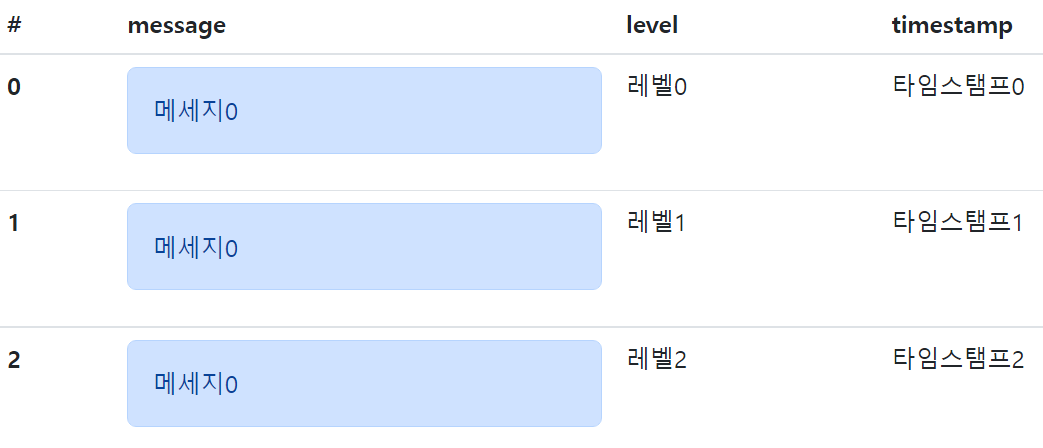 # message level timestamp
0 메세지0 레벨0 타임스탬프0
1 메세지0 레벨1 타임스탬프1
2 메세지0 레벨2 타임스탬프2